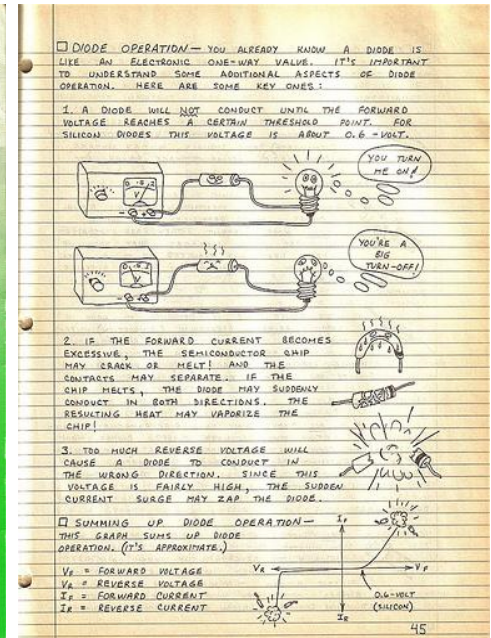 □ DIODE OPERATION — YOU ALREADY KNOW A DIODE IS
LIKE AN ELECTRONIC ONE-WAY VALVE. IT'S IMPORTANT
TO UNDERSTAND SOME ADDITIONAL ASPECTS OF DIODE
OPERATION. HERE ARE SOME KEY ONES:
1. A DIODE WILL NOT CONDUCT UNTIL THE FORWARD
VOLTAGE REACHES A CERTAIN THRESHOLD POINT. FOR
SILICON DIODES THIS VOLTAGE IS ABOUT 0.6-VOLT.
YOU TURN
ME ON!
V
YOU'RE A
BIG
TURN-OFF!
V
2. IF THE FORWARD CURRENT BECOMES
EXCESSIVE, THE SEMICONDUCTOR CHIP
MAY CRACK OR MELT! AND THE
CONTACTS MAY SEPARATE. IF THE
CHIP MELTS, THE DIODE MAY SUDDENLY
CONDUCT IN BOTH DIRECTIONS. THE
RESULTING HEAT MAY VAPORIZE THE
CHIP!
3. TOO MUCH REVERSE VOLTAGE WILL
CAUSE A DIODE TO CONDUCT IN
THE WRONG DIRECTION. SINCE THIS
VOLTAGE IS FAIRLY HIGH, THE SUDDEN
CURRENT SURGE MAY ZAP THE DIODE.
□ SUMMING UP DIODE OPERATION —
THIS GRAPH SUMS UP DIODE
OPERATION. (IT'S APPROXIMATE.)
VF = FORWARD VOLTAGE
VR = REVERSE VOLTAGE
IF = FORWARD CURRENT
IR = REVERSE CURRENT
IF
VR
VF
0.6-VOLT
(SILICON)
IR
45